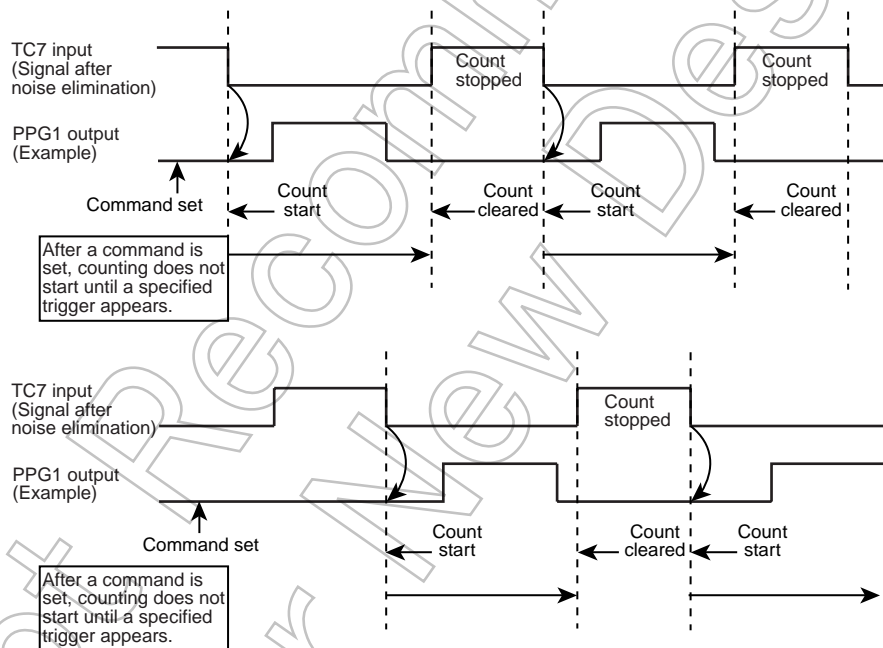 TC7 input
(Signal after
noise elimination)
Count
stopped
Count
stopped
PPG1 output
(Example)
Command set
Count
start
Count
cleared
Count
start
Count
cleared
After a command is
set, counting does not
start until a specified
trigger appears.
TC7 input
(Signal after
noise elimination)
Count
stopped
PPG1 output
(Example)
Command set
Count
start
Count
cleared
Count
start
After a command is
set, counting does not
start until a specified
trigger appears.